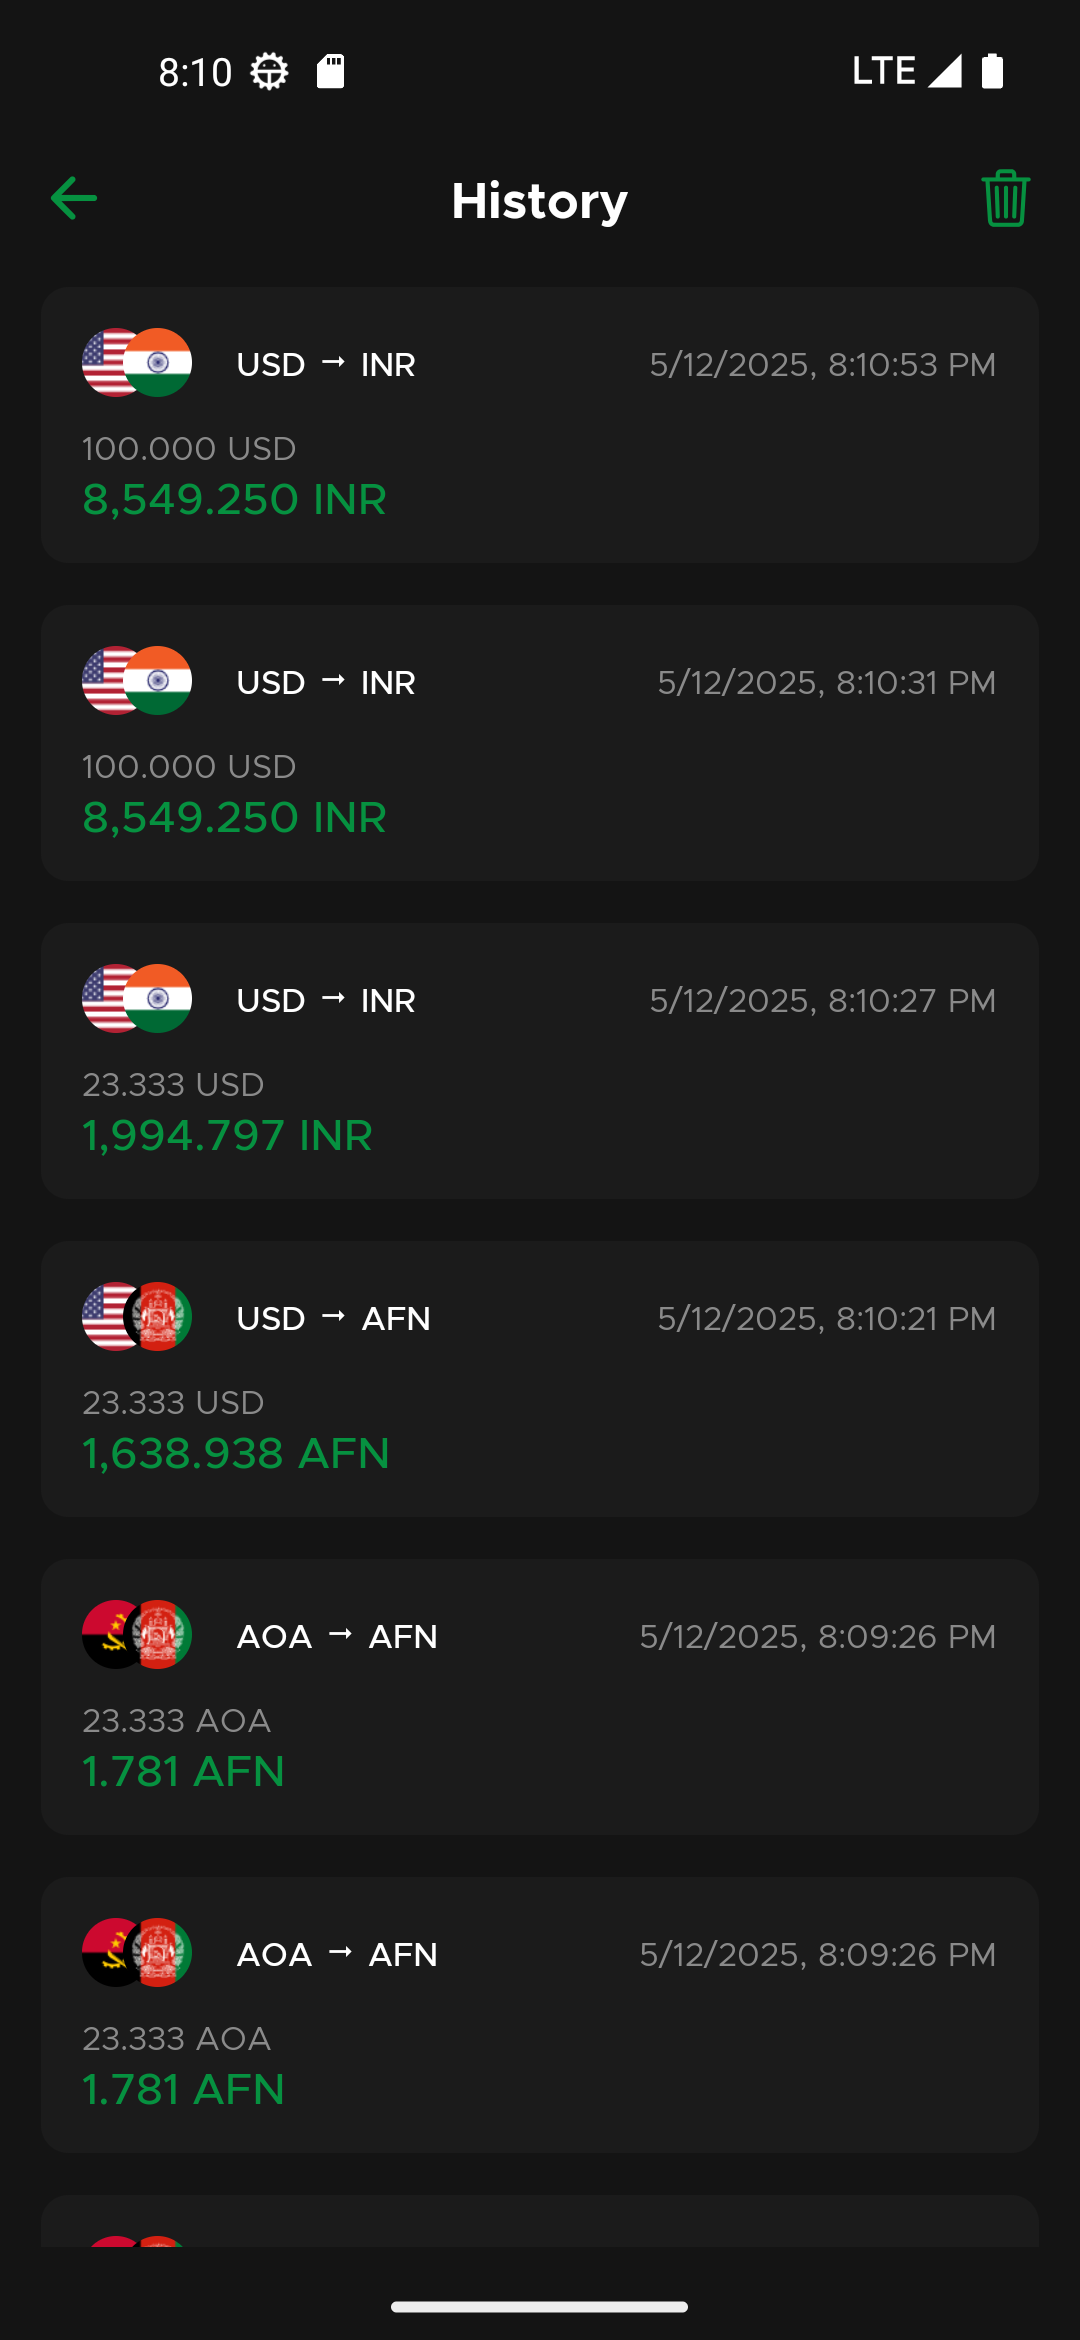 8:10 LTE
History
USD → INR 5/12/2025, 8:10:53 PM
100.000 USD
8,549.250 INR
USD → INR 5/12/2025, 8:10:31 PM
100.000 USD
8,549.250 INR
USD → INR 5/12/2025, 8:10:27 PM
23.333 USD
1,994.797 INR
USD → AFN 5/12/2025, 8:10:21 PM
23.333 USD
1,638.938 AFN
AOA → AFN 5/12/2025, 8:09:26 PM
23.333 AOA
1.781 AFN
AOA → AFN 5/12/2025, 8:09:26 PM
23.333 AOA
1.781 AFN